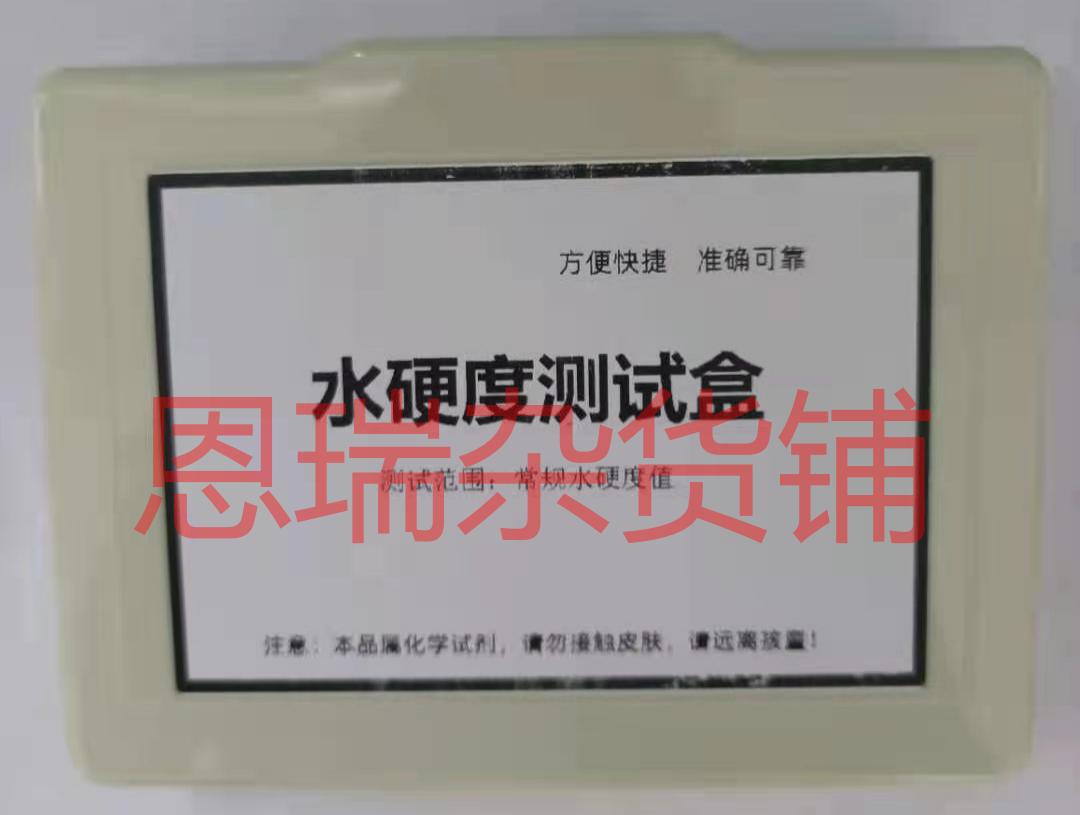 方便快捷 准确可靠
水硬度测试盒
恩瑞杂货铺
测试范围：常规水硬度值
注意：本品属化学试剂，请勿接触皮肤，请远离孩童！